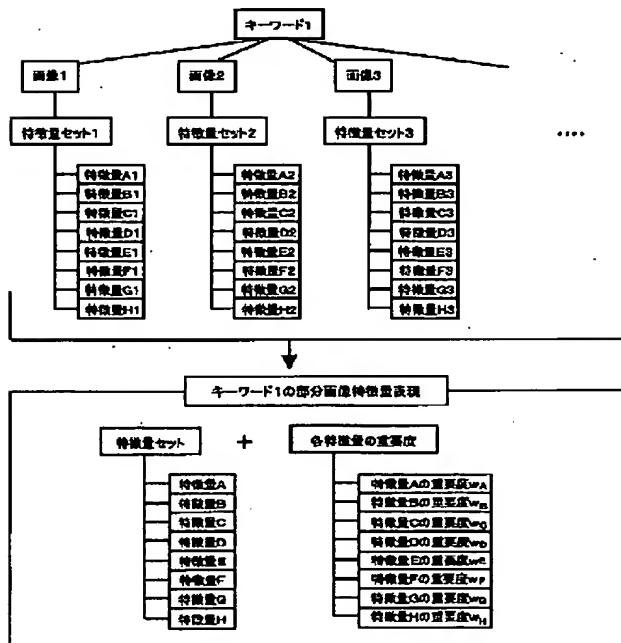 キーワード1
画像1
画像2
画像3
特徴量セット1
特徴量セット2
特徴量セット3
....
特徴量A1
特徴量B1
特徴量C1
特徴量D1
特徴量E1
特徴量F1
特徴量G1
特徴量H1
特徴量A2
特徴量B2
特徴量C2
特徴量D2
特徴量E2
特徴量F2
特徴量G2
特徴量H2
特徴量A3
特徴量B3
特徴量C3
特徴量D3
特徴量E3
特徴量F3
特徴量G3
特徴量H3
キーワード1の部分画像特徴量表現
特徴量セット
+
各特徴量の重要度
特徴量A
特徴量B
特徴量C
特徴量D
特徴量E
特徴量F
特徴量G
特徴量H
特徴量Aの重要度wA
特徴量Bの重要度wB
特徴量Cの重要度wC
特徴量Dの重要度wD
特徴量Eの重要度wE
特徴量Fの重要度wF
特徴量Gの重要度wG
特徴量Hの重要度wH